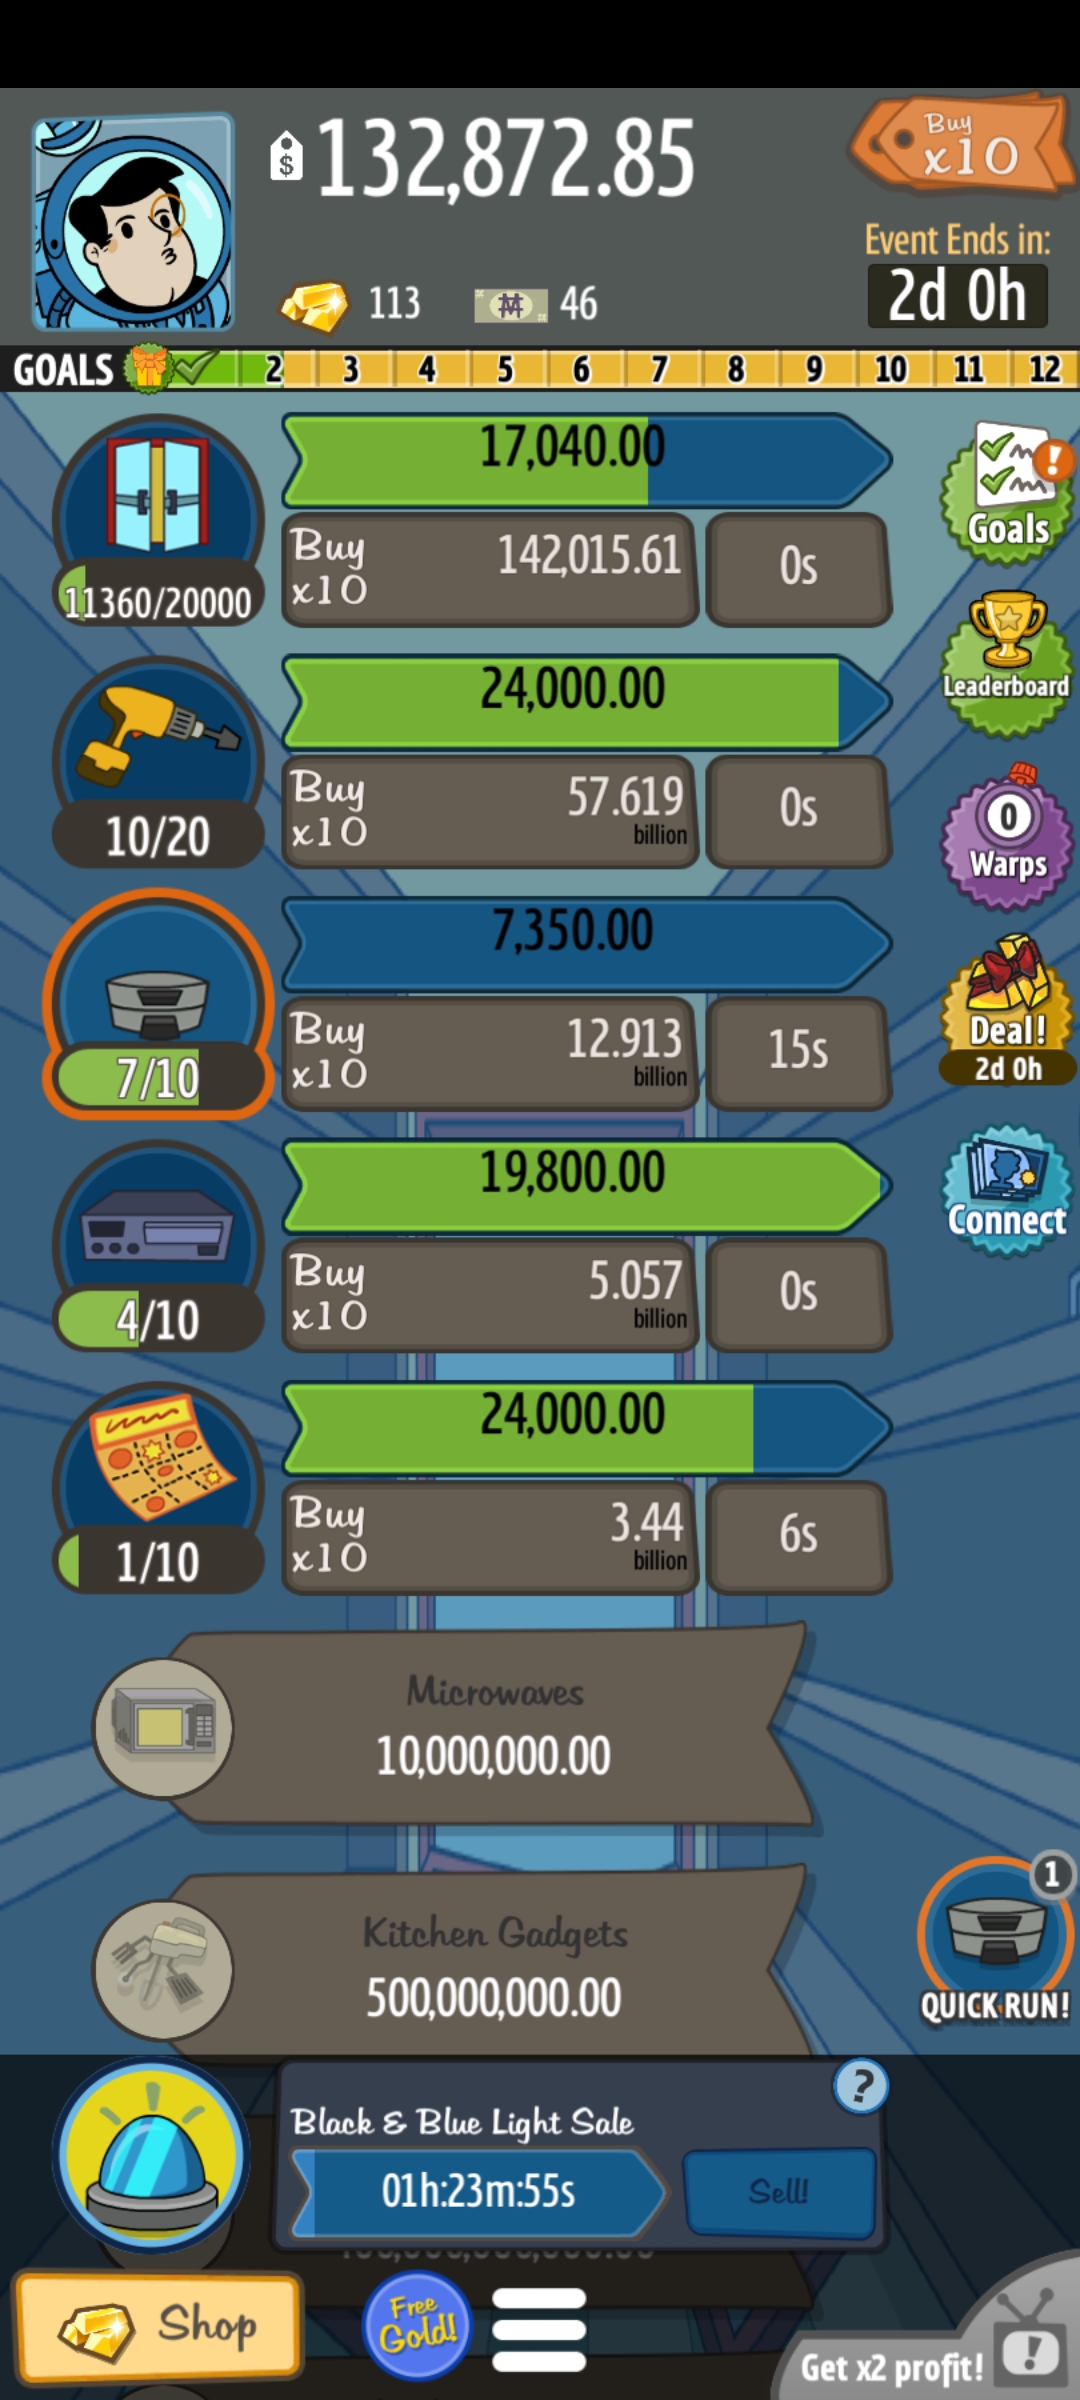 $ 132,872.85
Buy
x10
113
46
Event Ends in:
2d 0h
GOALS 2 3 4 5 6 7 8 9 10 11 12
17,040.00
11360/20000
Buy
x10
142,015.61
0s
Goals
24,000.00
10/20
Buy
x10
57.619
billion
0s
Leaderboard
0
Warps
7,350.00
7/10
Buy
x10
12.913
billion
15s
Deal!
2d 0h
19,800.00
4/10
Buy
x10
5.057
billion
0s
Connect
24,000.00
1/10
Buy
x10
3.44
billion
6s
Microwaves
10,000,000.00
Kitchen Gadgets
500,000,000.00
1
QUICK RUN!
Black & Blue Light Sale
?
01h:23m:55s
Sell!
Shop
Free
Gold!
Get x2 profit!